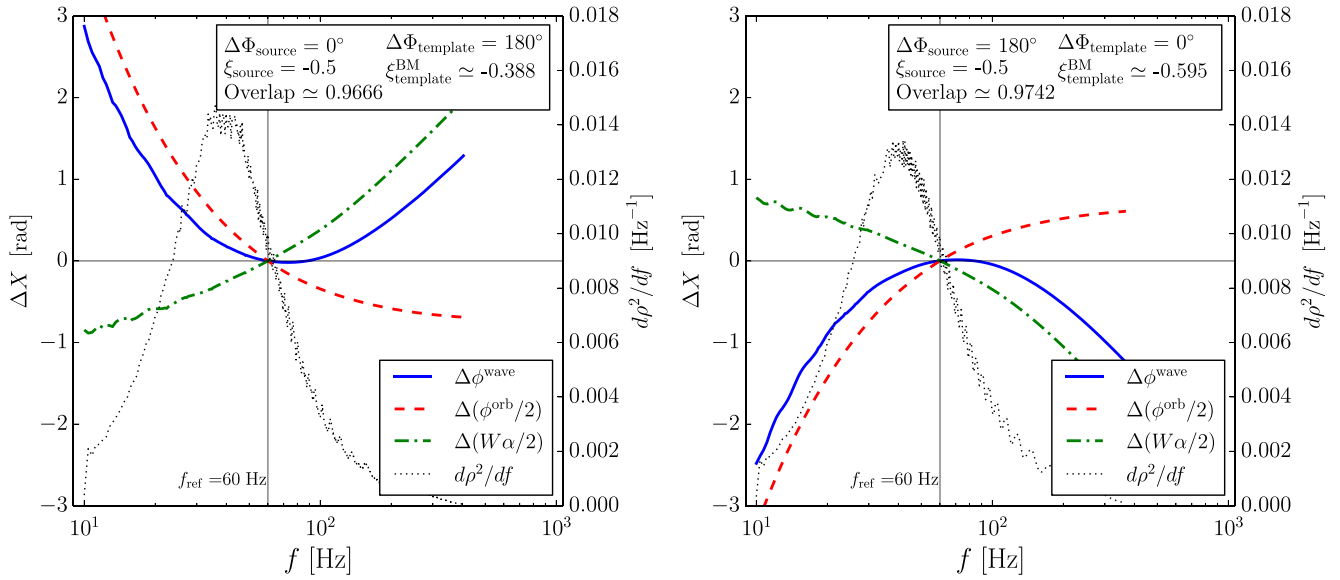 ΔΦsource = 0° ΔΦtemplate = 180°
ξsource = -0.5 ξ^BM_template ≃ -0.388
Overlap ≃ 0.9666
3
2
1
0
−1
−2
−3
ΔX [rad]
0.018
0.016
0.014
0.012
0.010
0.008
0.006
0.004
0.002
0.000
dρ²/df [Hz⁻¹]
Δφ^wave
Δ(φ^orb/2)
Δ(Wα/2)
dρ²/df
f_ref =60 Hz
10¹ 10² 10³
f [Hz]
ΔΦsource = 180° ΔΦtemplate = 0°
ξsource = -0.5 ξ^BM_template ≃ -0.595
Overlap ≃ 0.9742
3
2
1
0
−1
−2
−3
ΔX [rad]
0.018
0.016
0.014
0.012
0.010
0.008
0.006
0.004
0.002
0.000
dρ²/df [Hz⁻¹]
Δφ^wave
Δ(φ^orb/2)
Δ(Wα/2)
dρ²/df
f_ref =60 Hz
10¹ 10² 10³
f [Hz]